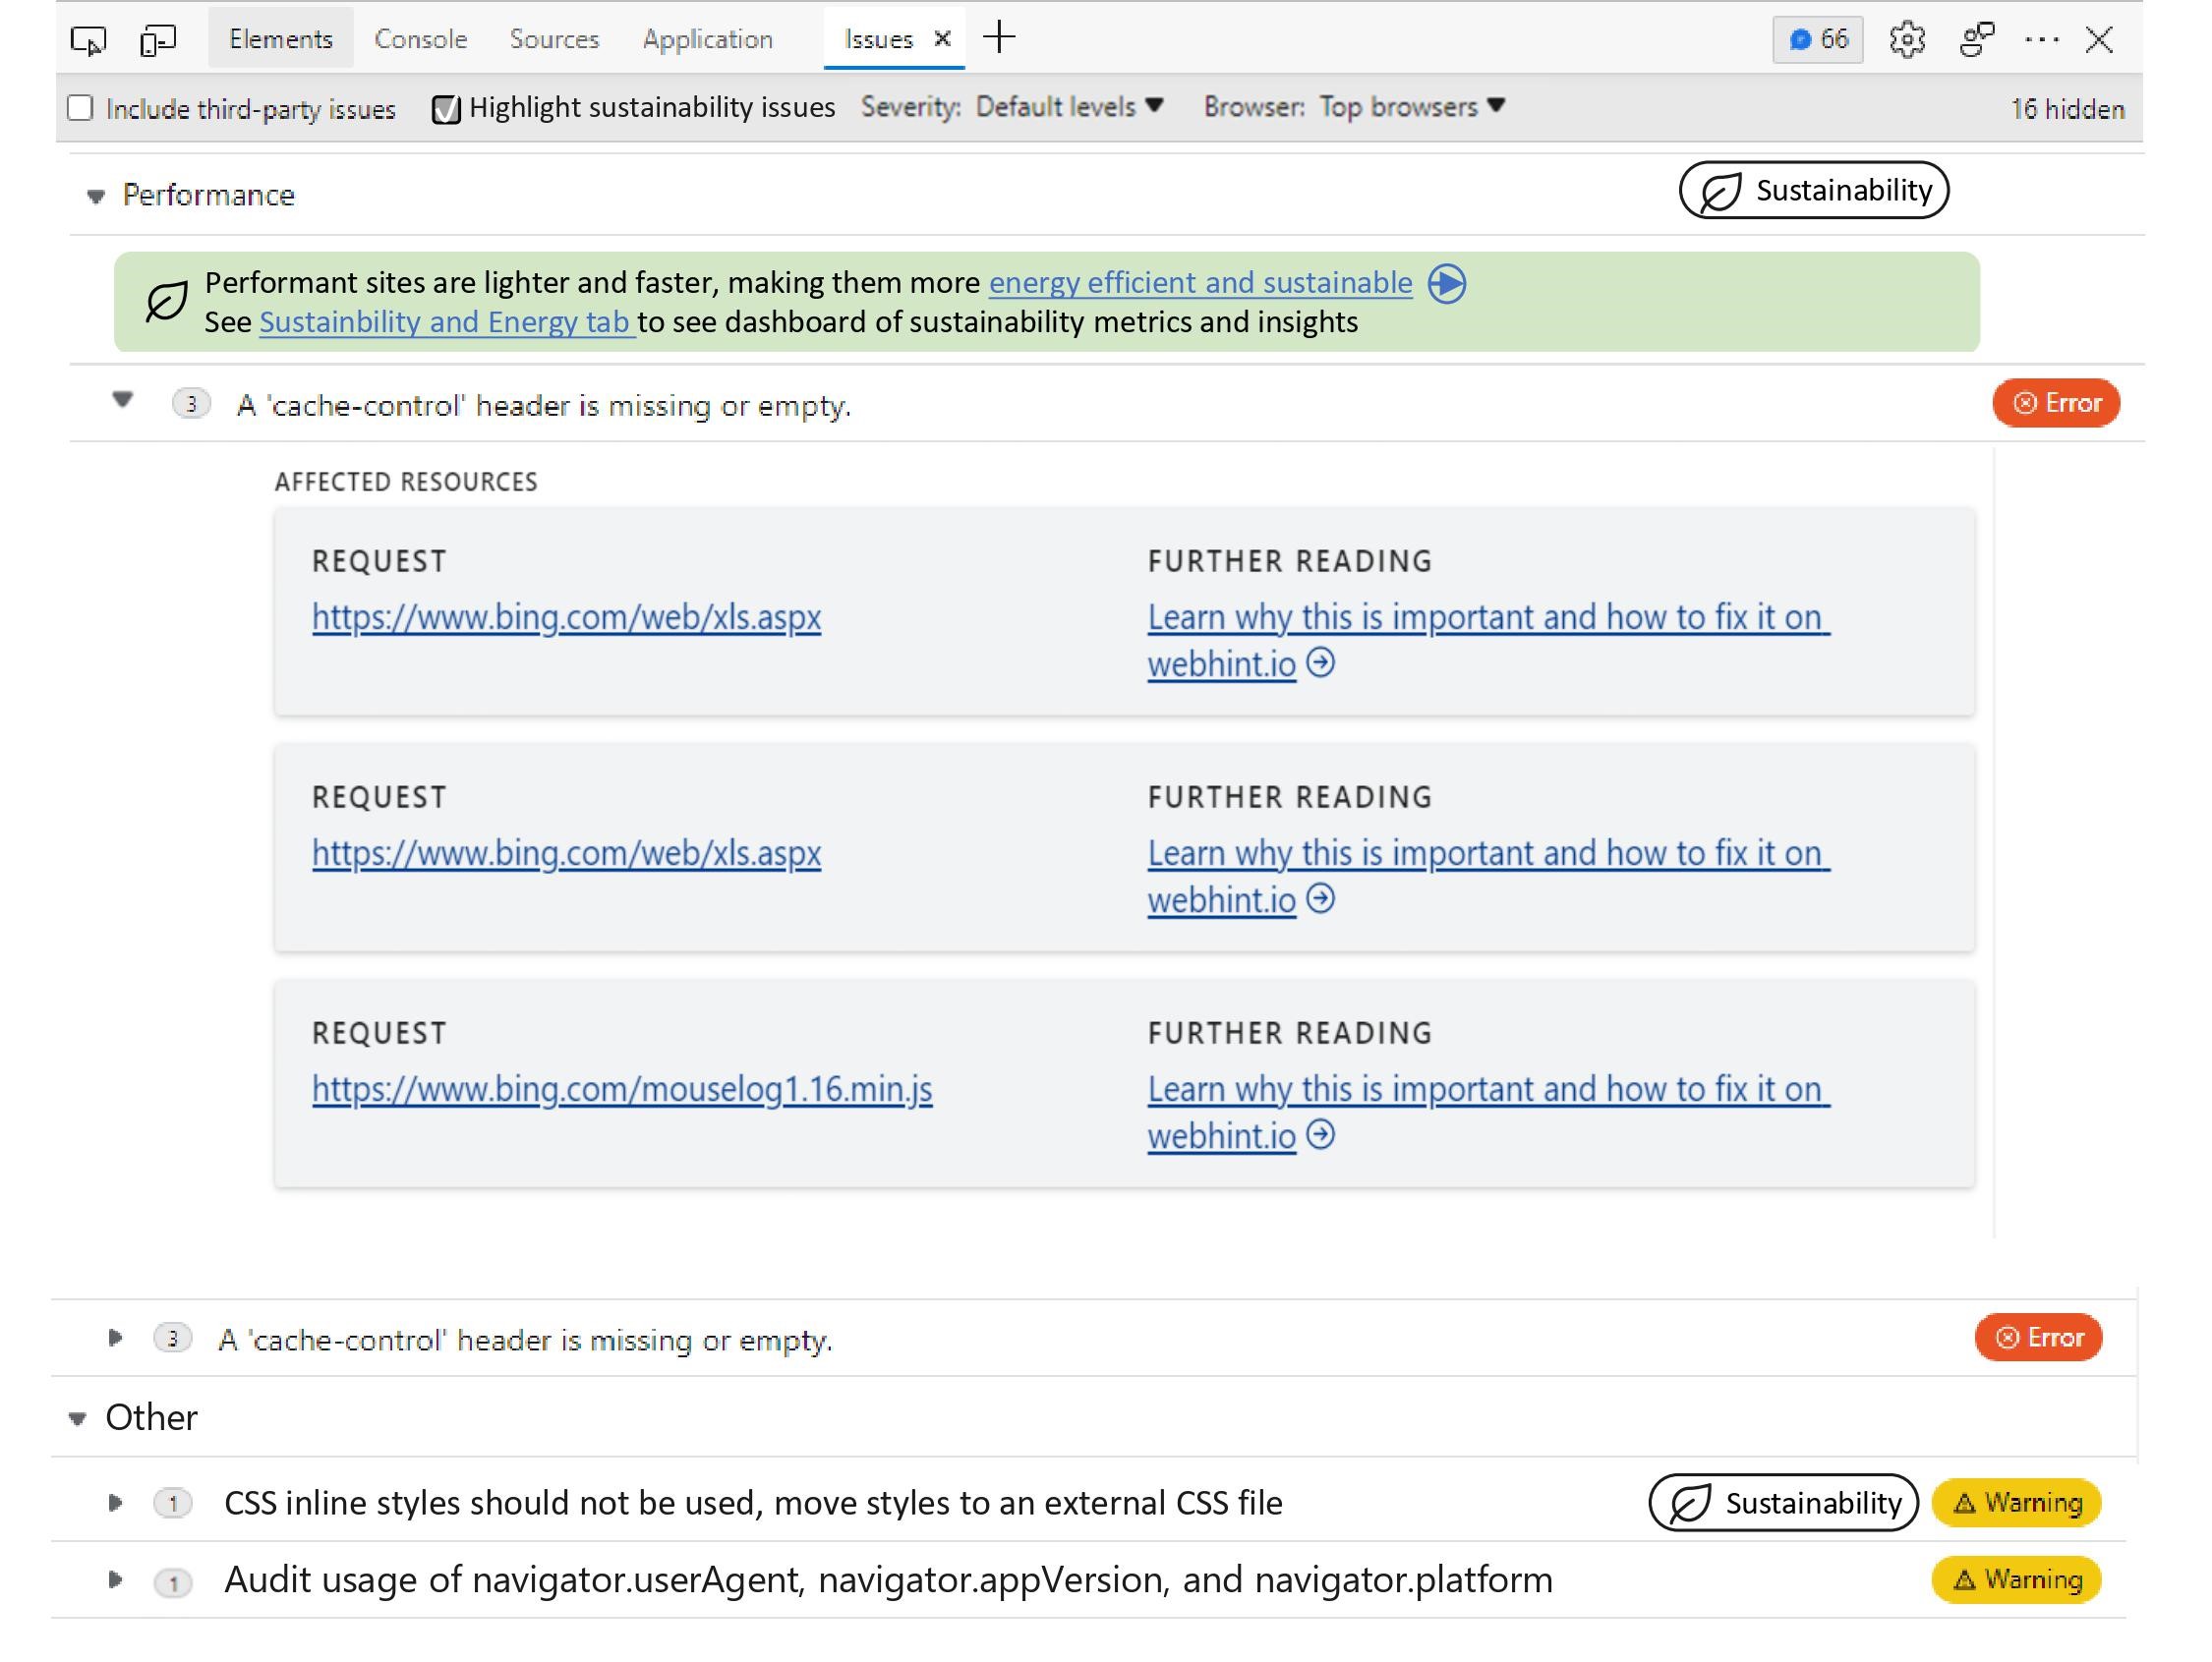 Elements Console Sources Application Issues × + 66
Include third-party issues Highlight sustainability issues Severity: Default levels Browser: Top browsers 16 hidden
Performance Sustainability
Performant sites are lighter and faster, making them more energy efficient and sustainable
See Sustainbility and Energy tab to see dashboard of sustainability metrics and insights
3 A 'cache-control' header is missing or empty. Error
AFFECTED RESOURCES
REQUEST FURTHER READING
https://www.bing.com/web/xls.aspx Learn why this is important and how to fix it on
webhint.io
REQUEST FURTHER READING
https://www.bing.com/web/xls.aspx Learn why this is important and how to fix it on
webhint.io
REQUEST FURTHER READING
https://www.bing.com/mouselog1.16.min.js Learn why this is important and how to fix it on
webhint.io
3 A 'cache-control' header is missing or empty. Error
Other
1 CSS inline styles should not be used, move styles to an external CSS file Sustainability Warning
1 Audit usage of navigator.userAgent, navigator.appVersion, and navigator.platform Warning